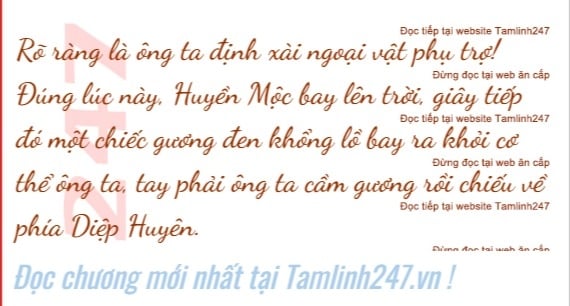 Đọc tiếp tại website Tamlinh247
Rõ ràng là ông ta định xài ngoại vật phụ trợ!
Đừng đọc tại web ăn cắp
Đúng lúc này, Huyền Mộc bay lên trời, giây tiếp
Đọc tiếp tại website Tamlinh247
đó một chiếc gương đen khổng lồ bay ra khỏi cơ
Đừng đọc tại web ăn cắp
thể ông ta, tay phải ông ta cầm gương rồi chiếu về
Đọc tiếp tại website Tamlinh247
phía Diệp Huyên.
Đừng đọc tại web ăn cắp
247
Đọc chương mới nhất tại Tamlinh247.vn !